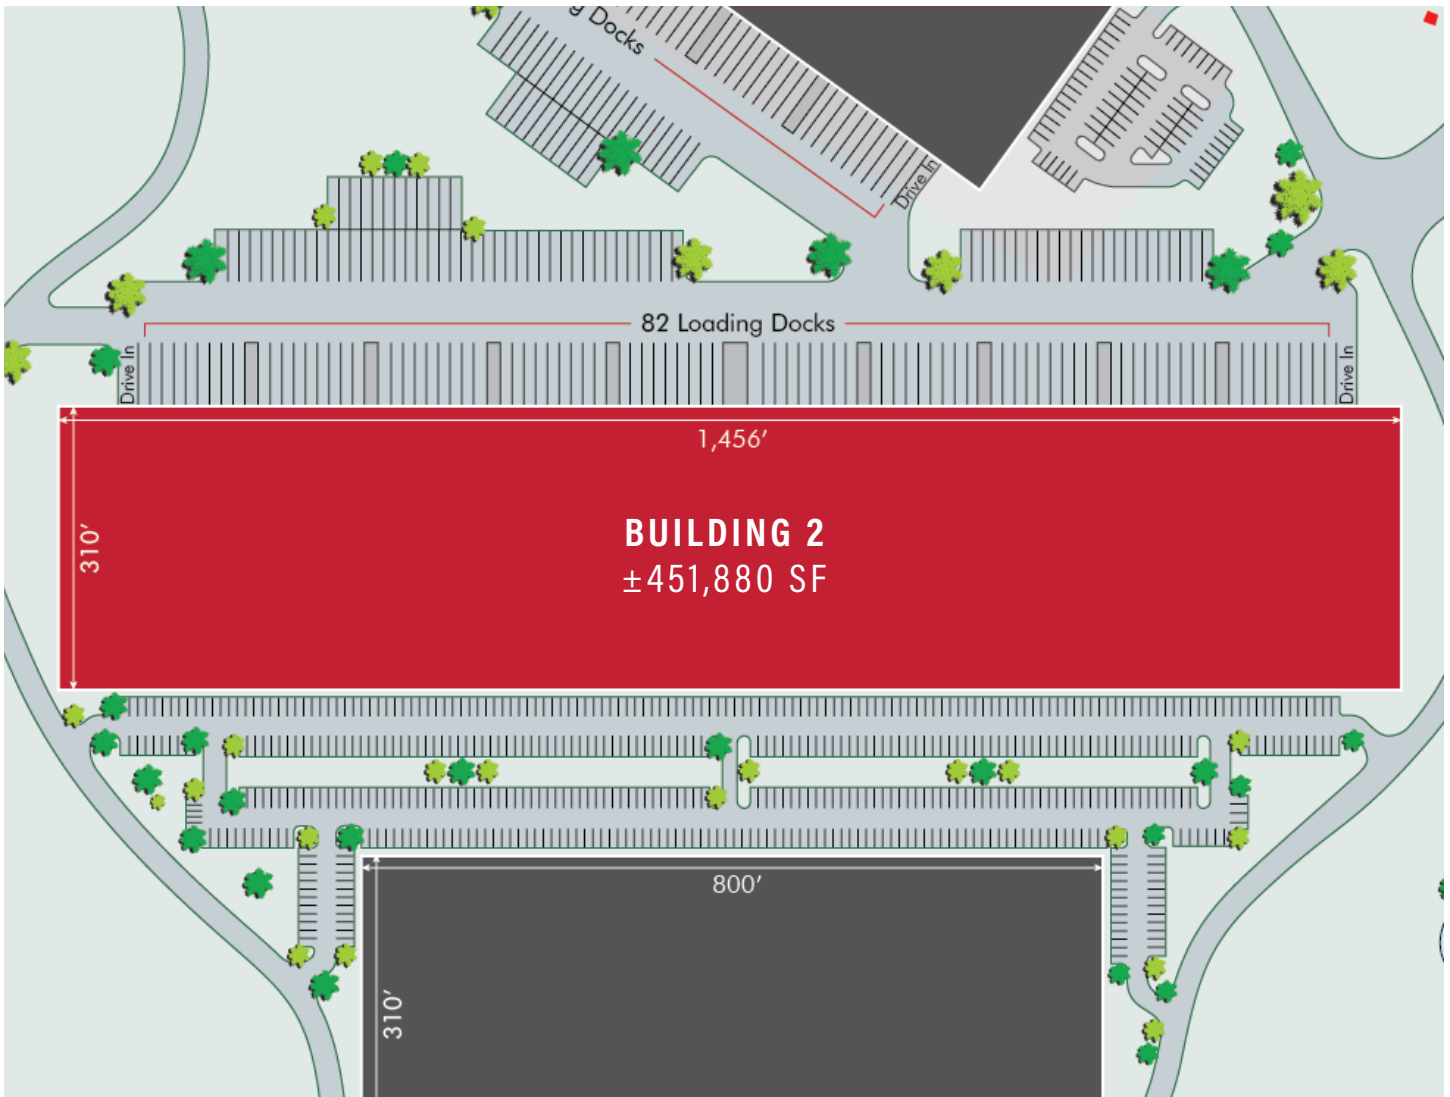 Docks
Drive In
82 Loading Docks
Drive In
Drive In
1,456′
310′
BUILDING 2
±451,880 SF
800′
310′